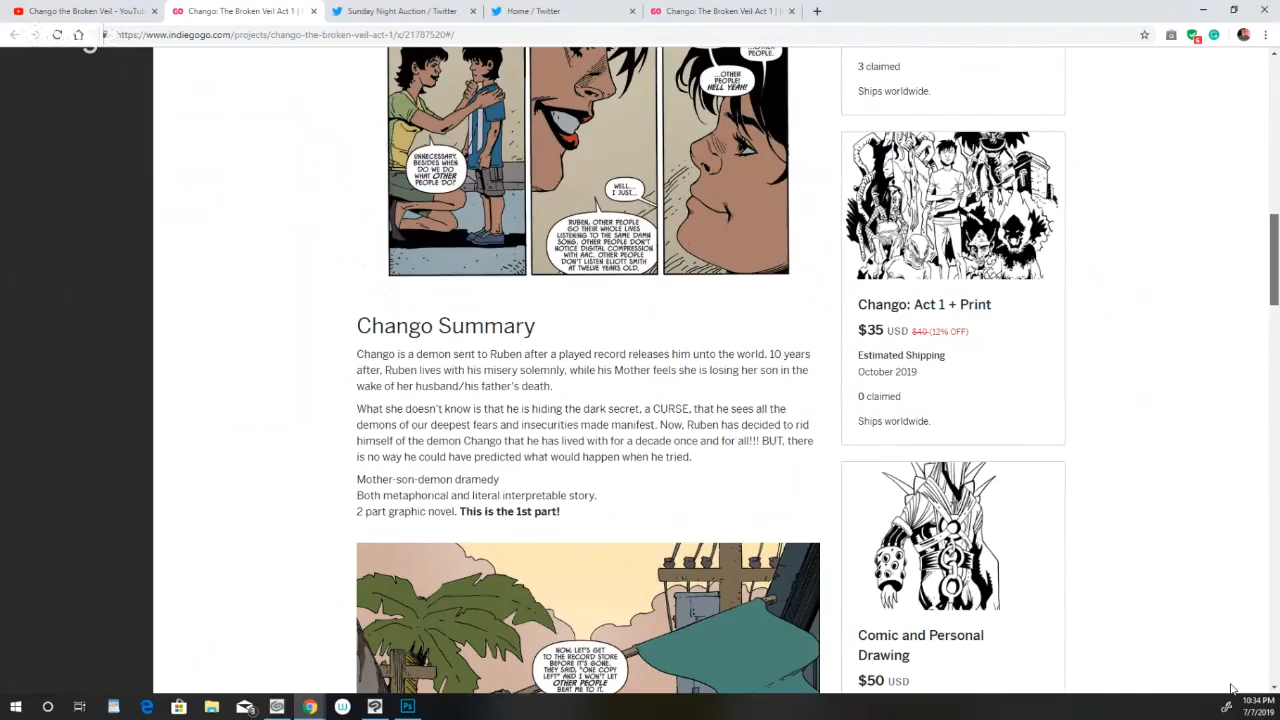 Chango the Broken Veil - YouTu
Chango: The Broken Veil Act 1 |
Sunday Night Auction / Twitter
Home / Twitter
Chango: The Broken Veil Act 1 |
https://www.indiegogo.com/projects/chango-the-broken-veil-act-1/x/21787520#/
...OTHER PEOPLE.
...OTHER
PEOPLE!
HELL YEAH!
UNNECESSARY.
BESIDES WHEN
DO WE DO
WHAT OTHER
PEOPLE DO?
WELL...
I JUST...
RUBEN, OTHER PEOPLE
GO THEIR WHOLE LIVES
LISTENING TO THE SAME DAMN
SONG. OTHER PEOPLE DON'T
NOTICE DIGITAL COMPRESSION
WITH AAC. OTHER PEOPLE
DON'T LISTEN ELIOTT SMITH
AT TWELVE YEARS OLD.
Chango Summary
Chango is a demon sent to Ruben after a played record releases him unto the world. 10 years
after, Ruben lives with his misery solemnly, while his Mother feels she is losing her son in the
wake of her husband/his father's death.
What she doesn't know is that he is hiding the dark secret, a CURSE, that he sees all the
demons of our deepest fears and insecurities made manifest. Now, Ruben has decided to rid
himself of the demon Chango that he has lived with for a decade once and for all!!! BUT, there
is no way he could have predicted what would happen when he tried.
Mother-son-demon dramedy
Both metaphorical and literal interpretable story.
2 part graphic novel. This is the 1st part!
NOW, LET'S GET
TO THE RECORD STORE
BEFORE IT'S GONE.
THEY SAID, "ONE COPY
LEFT" AND I WON'T LET
OTHER PEOPLE
BEAT ME TO IT.
3 claimed
Ships worldwide.
Chango: Act 1 + Print
$35 USD $40 (12% OFF)
Estimated Shipping
October 2019
0 claimed
Ships worldwide.
Comic and Personal
Drawing
$50 USD
10:34 PM
7/7/2019